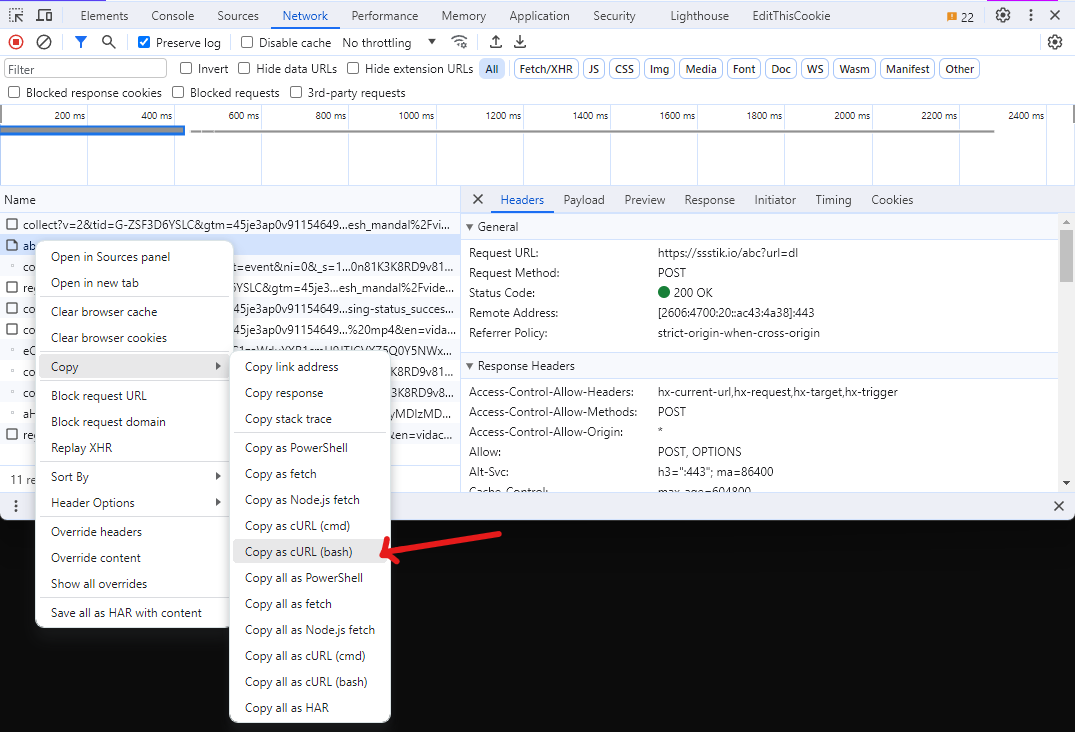 Elements Console Sources Network Performance Memory Application Security Lighthouse EditThisCookie 22
Preserve log Disable cache No throttling
Filter Invert Hide data URLs Hide extension URLs All Fetch/XHR JS CSS Img Media Font Doc WS Wasm Manifest Other
Blocked response cookies Blocked requests 3rd-party requests
200 ms 400 ms 600 ms 800 ms 1000 ms 1200 ms 1400 ms 1600 ms 1800 ms 2000 ms 2200 ms 2400 ms
Name
collect?v=2&tid=G-ZSF3D6YSLC&gtm=45je3ap0v91154649...esh_mandal%2Fvi...
ab
co t=event&ni=0&_s=1...0n81K3K8RD9v81...
re 6YSLC&gtm=45je3...esh_mandal%2Fvide...
co 45je3ap0v91154649...sing-status_succes...
co 45je3ap0v91154649...%20mp4&en=vida...
co K3K8RD9v81...
co K3K8RD9v81...
aH yMDIzMD...
re &en=vidac...
11 re
Open in Sources panel
Open in new tab
Clear browser cache
Clear browser cookies
Copy
Block request URL
Block request domain
Replay XHR
Sort By
Header Options
Override headers
Override content
Show all overrides
Save all as HAR with content
Copy link address
Copy response
Copy stack trace
Copy as PowerShell
Copy as fetch
Copy as Node.js fetch
Copy as cURL (cmd)
Copy as cURL (bash)
Copy all as PowerShell
Copy all as fetch
Copy all as Node.js fetch
Copy all as cURL (cmd)
Copy all as cURL (bash)
Copy all as HAR
Headers Payload Preview Response Initiator Timing Cookies
General
Request URL: https://ssstik.io/abc?url=dl
Request Method: POST
Status Code: 200 OK
Remote Address: [2606:4700:20::ac43:4a38]:443
Referrer Policy: strict-origin-when-cross-origin
Response Headers
Access-Control-Allow-Headers: hx-current-url,hx-request,hx-target,hx-trigger
Access-Control-Allow-Methods: POST
Access-Control-Allow-Origin: *
Allow: POST, OPTIONS
Alt-Svc: h3=":443"; ma=86400
Cache-Control: max-age=604800